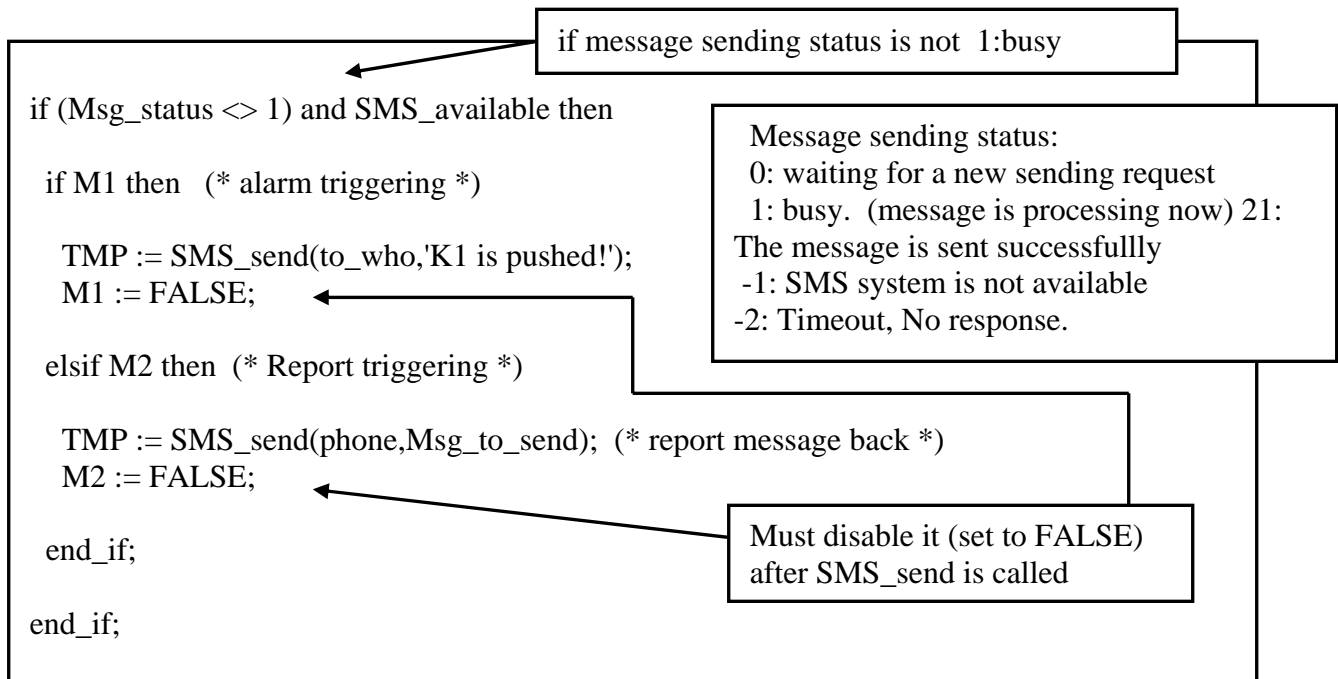 if message sending status is not  1:busy
if (Msg_status <> 1) and SMS_available then
Message sending status:
0: waiting for a new sending request
1: busy.  (message is processing now) 21:
The message is sent successfullly
-1: SMS system is not available
-2: Timeout, No response.
if M1 then   (* alarm triggering *)
TMP := SMS_send(to_who,'K1 is pushed!');
M1 := FALSE;
elsif M2 then  (* Report triggering *)
TMP := SMS_send(phone,Msg_to_send);  (* report message back *)
M2 := FALSE;
Must disable it (set to FALSE)
after SMS_send is called
end_if;
end_if;